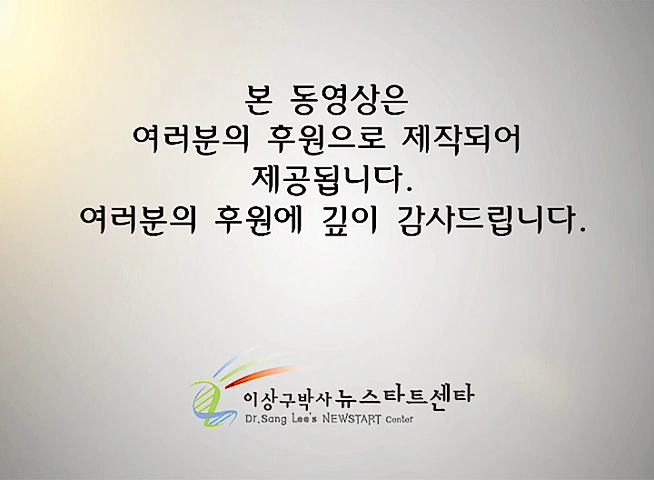 본 동영상은
여러분의 후원으로 제작되어
제공됩니다.
여러분의 후원에 깊이 감사드립니다.
이상구박사 뉴스타트센타
Dr.Sang Lee's NEWSTART Center